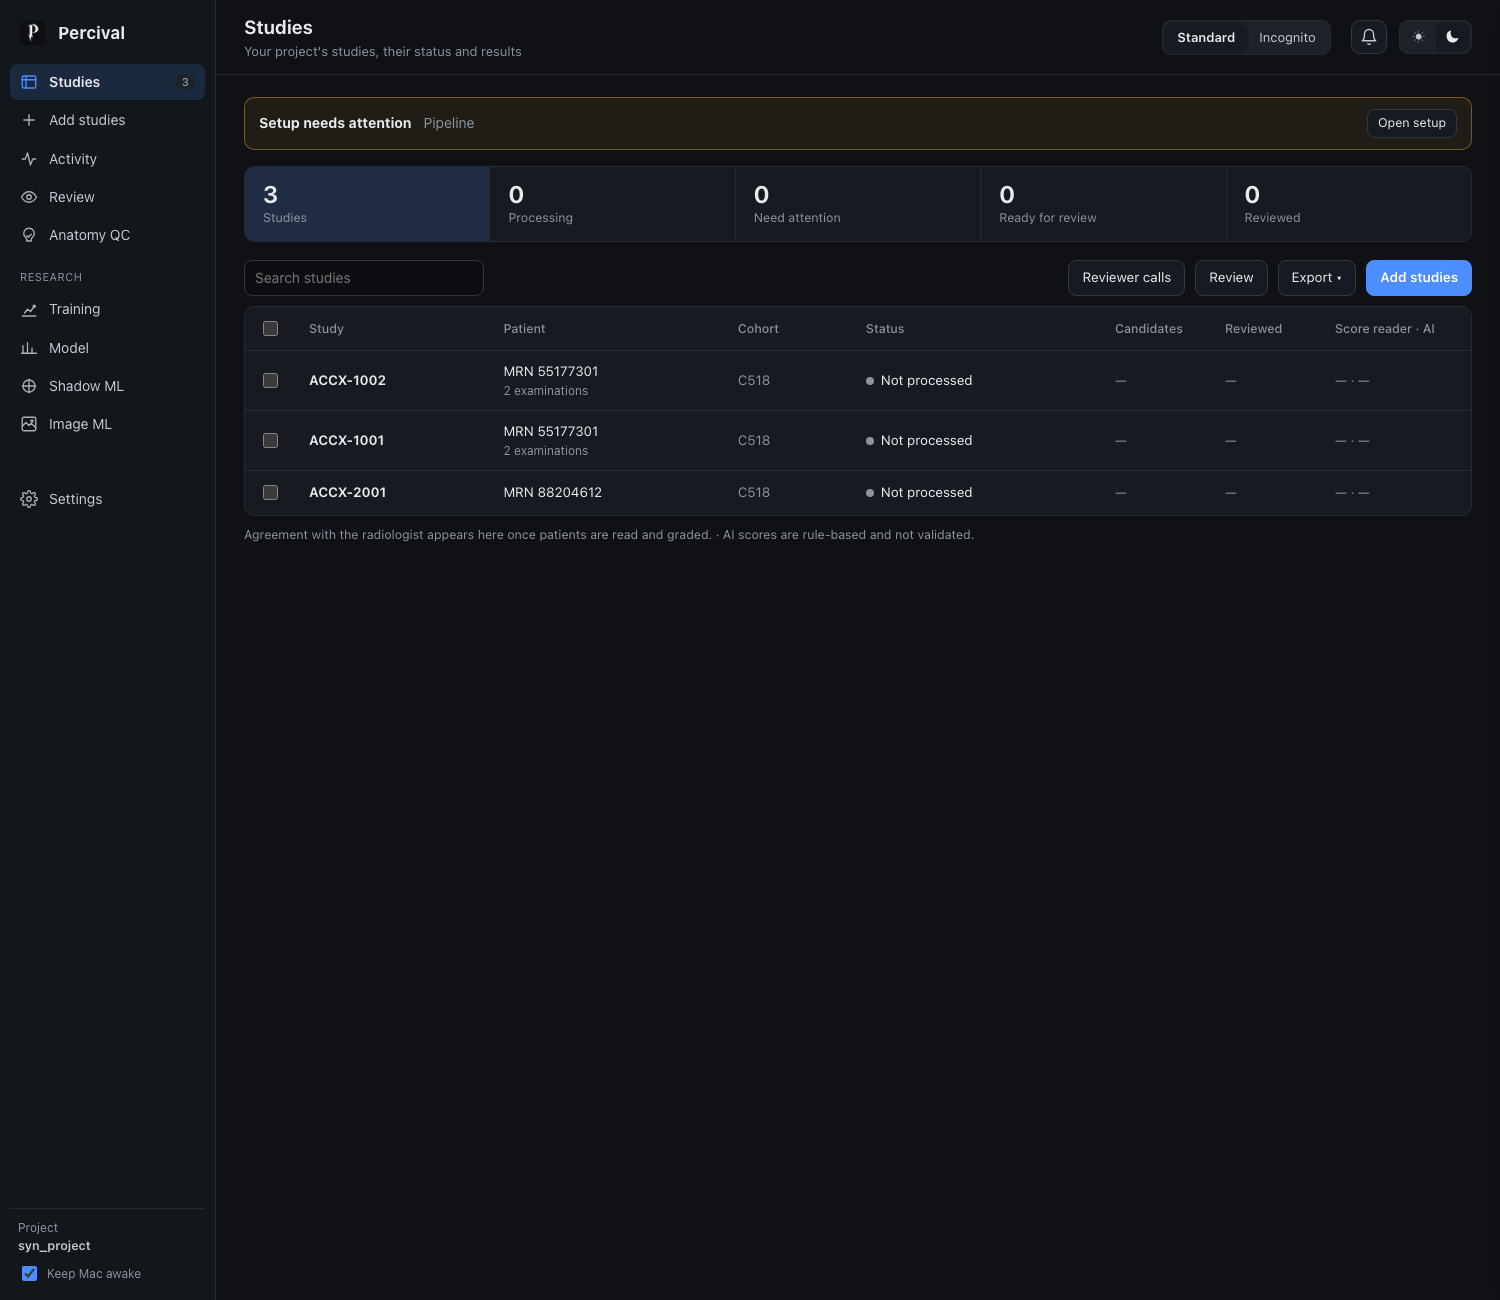 Percival
Studies 3
Add studies
Activity
Review
Anatomy QC
RESEARCH
Training
Model
Shadow ML
Image ML
Settings
Project
syn_project
Keep Mac awake
Studies
Your project's studies, their status and results
Standard Incognito
Setup needs attention Pipeline Open setup
3 0 0 0 0
Studies Processing Need attention Ready for review Reviewed
Search studies Reviewer calls Review Export ▾ Add studies
Study Patient Cohort Status Candidates Reviewed Score reader · AI
ACCX-1002 MRN 55177301 C518 Not processed — — — · —
2 examinations
ACCX-1001 MRN 55177301 C518 Not processed — — — · —
2 examinations
ACCX-2001 MRN 88204612 C518 Not processed — — — · —
Agreement with the radiologist appears here once patients are read and graded. · AI scores are rule-based and not validated.